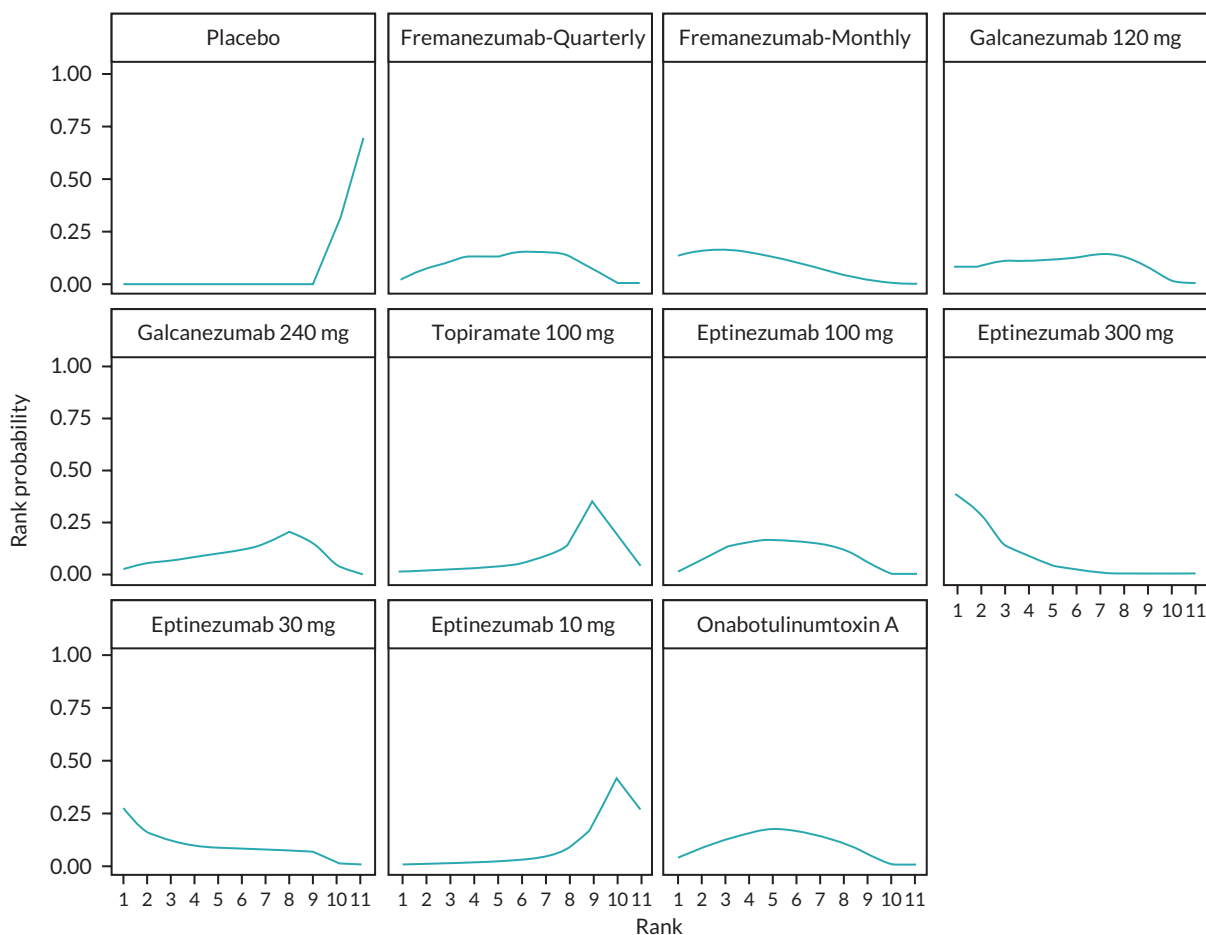 Placebo
Fremanezumab-Quarterly
Fremanezumab-Monthly
Galcanezumab 120 mg
1.00
0.75
0.50
0.25
0.00
Galcanezumab 240 mg
Topiramate 100 mg
Eptinezumab 100 mg
Eptinezumab 300 mg
1.00
0.75
0.50
0.25
0.00
Rank probability
1 2 3 4 5 6 7 8 9 10 11
Eptinezumab 30 mg
Eptinezumab 10 mg
Onabotulinumtoxin A
1.00
0.75
0.50
0.25
0.00
1 2 3 4 5 6 7 8 9 10 11
1 2 3 4 5 6 7 8 9 10 11
1 2 3 4 5 6 7 8 9 10 11
Rank